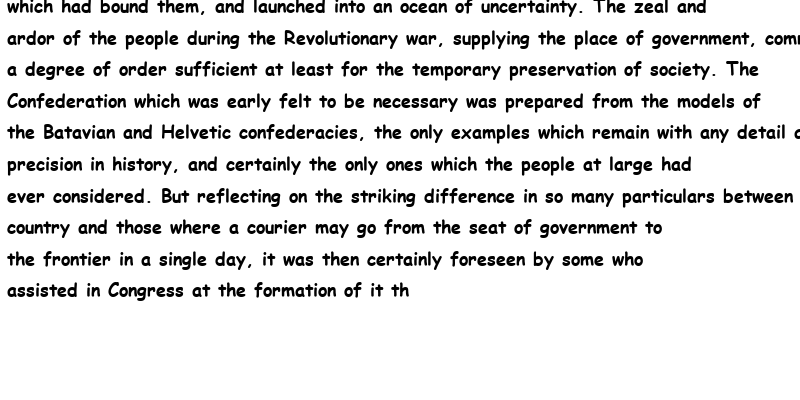 which had bound them, and launched into an ocean of uncertainty. The zeal and
ardor of the people during the Revolutionary war, supplying the place of government,
a degree of order sufficient at least for the temporary preservation of society. The
Confederation which was early felt to be necessary was prepared from the models of
the Batavian and Helvetic confederacies, the only examples which remain with any detail
precision in history, and certainly the only ones which the people at large had
ever considered. But reflecting on the striking difference in so many particulars between
country and those where a courier may go from the seat of government to
the frontier in a single day, it was then certainly foreseen by some who
assisted in Congress at the formation of it th